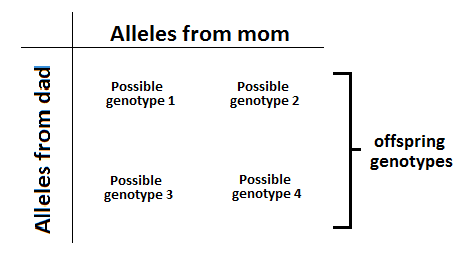 Alleles from mom
Alleles from dad
Possible
genotype 1
Possible
genotype 2
offspring
genotypes
Possible
genotype 3
Possible
genotype 4